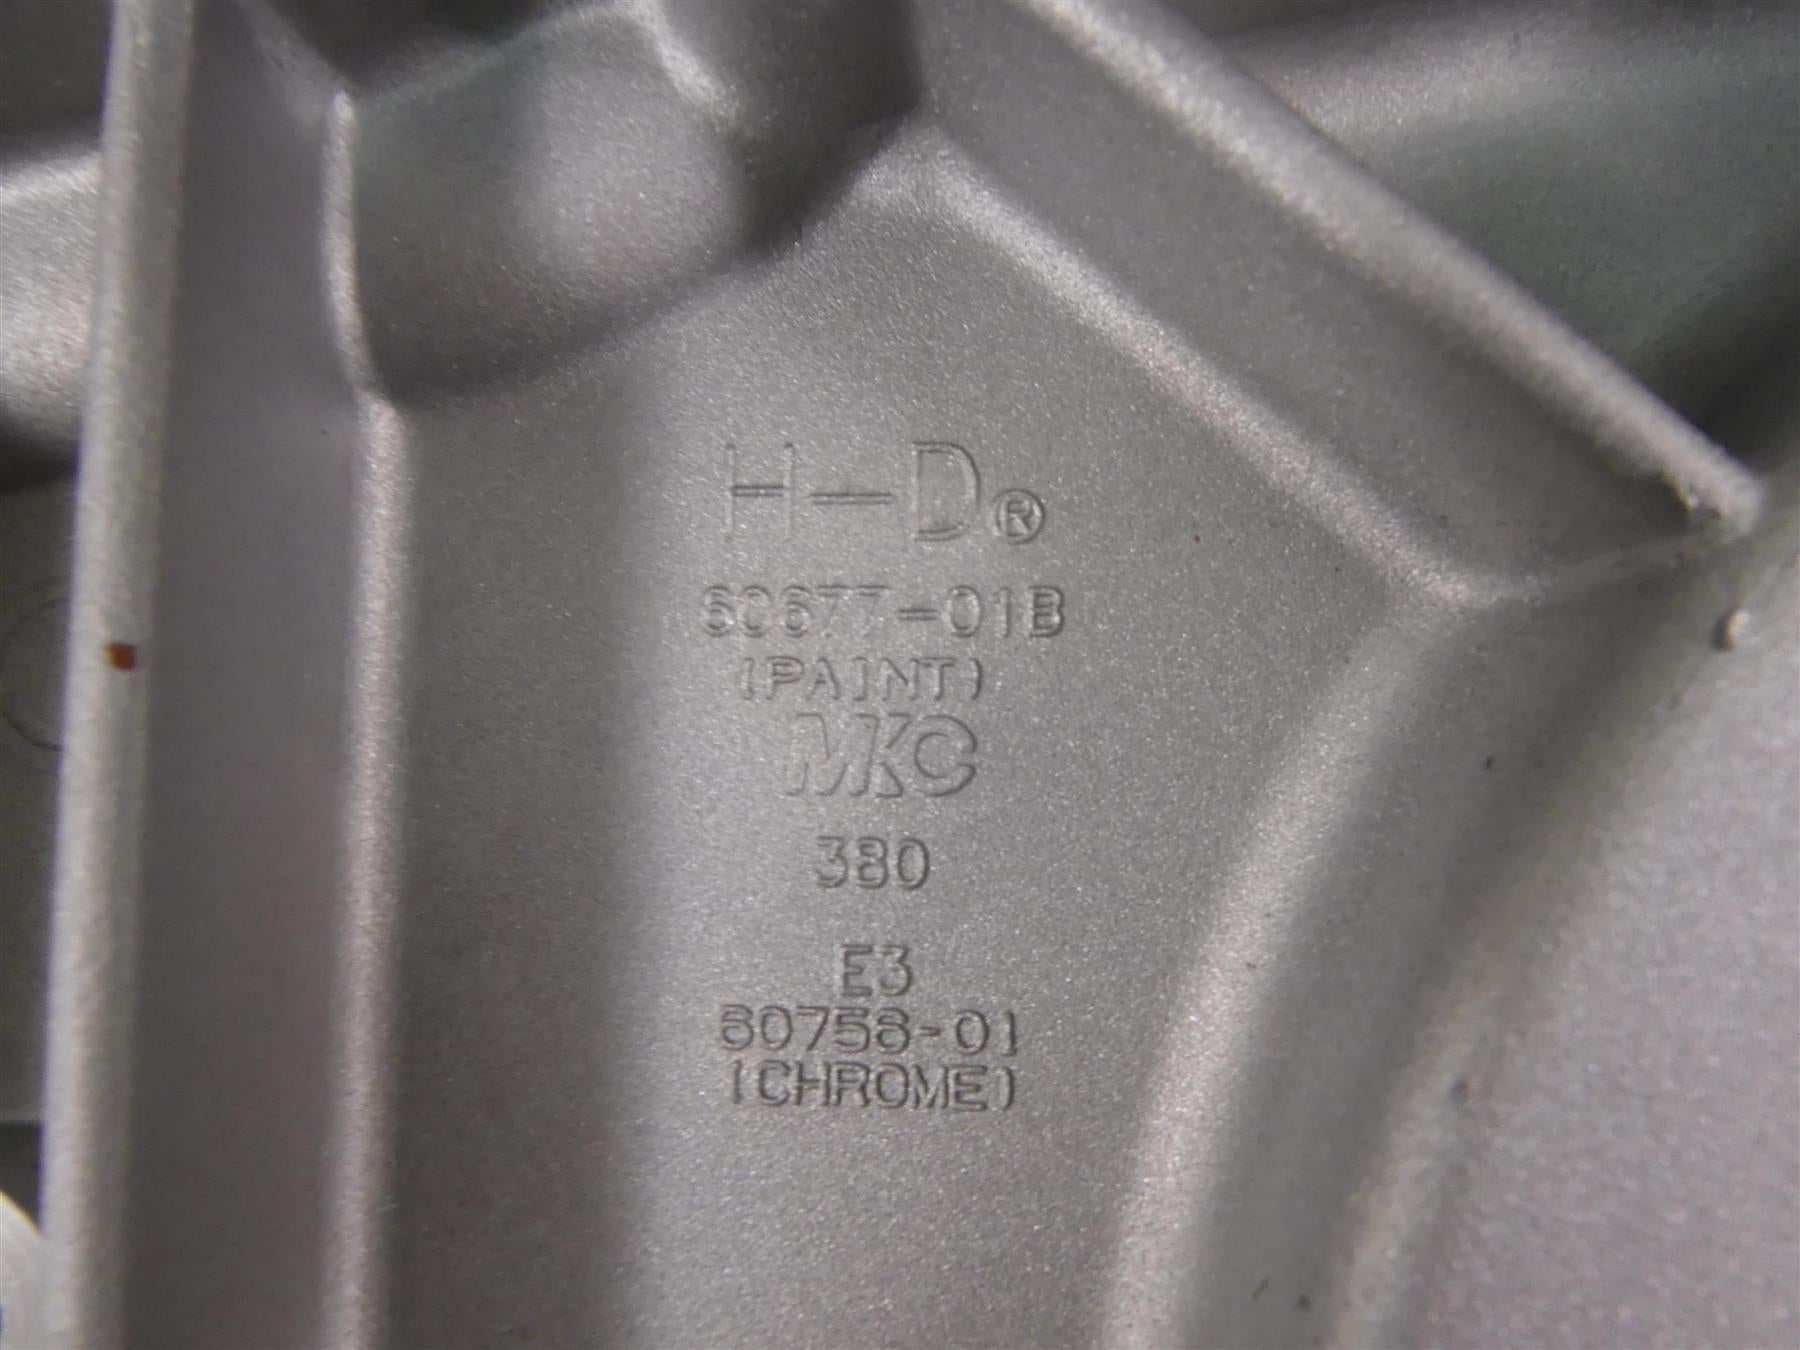 H-D®
60677-01B
(PAINT)
MKC
380
E3
60758-01
(CHROME)